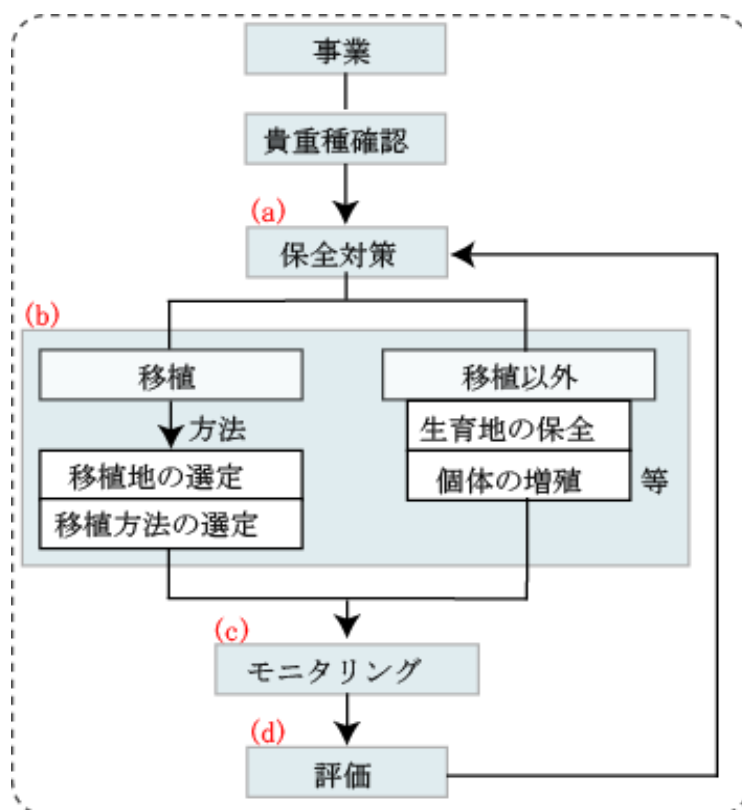 事業
貴重種確認
(a)
保全対策
(b)
移植
移植以外
方法
生育地の保全
移植地の選定
個体の増殖 等
移植方法の選定
(c)
モニタリング
(d)
評価